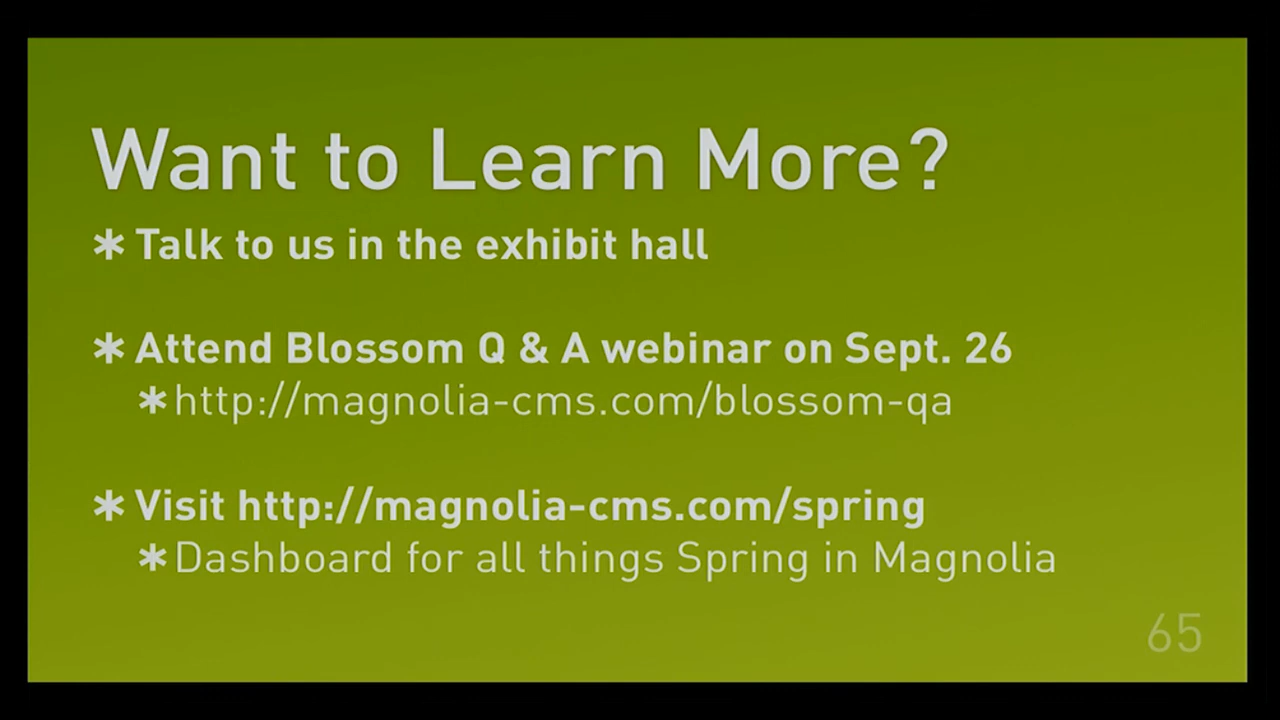 Want to Learn More?
* Talk to us in the exhibit hall
* Attend Blossom Q & A webinar on Sept. 26
* http://magnolia-cms.com/blossom-qa
* Visit http://magnolia-cms.com/spring
* Dashboard for all things Spring in Magnolia
65